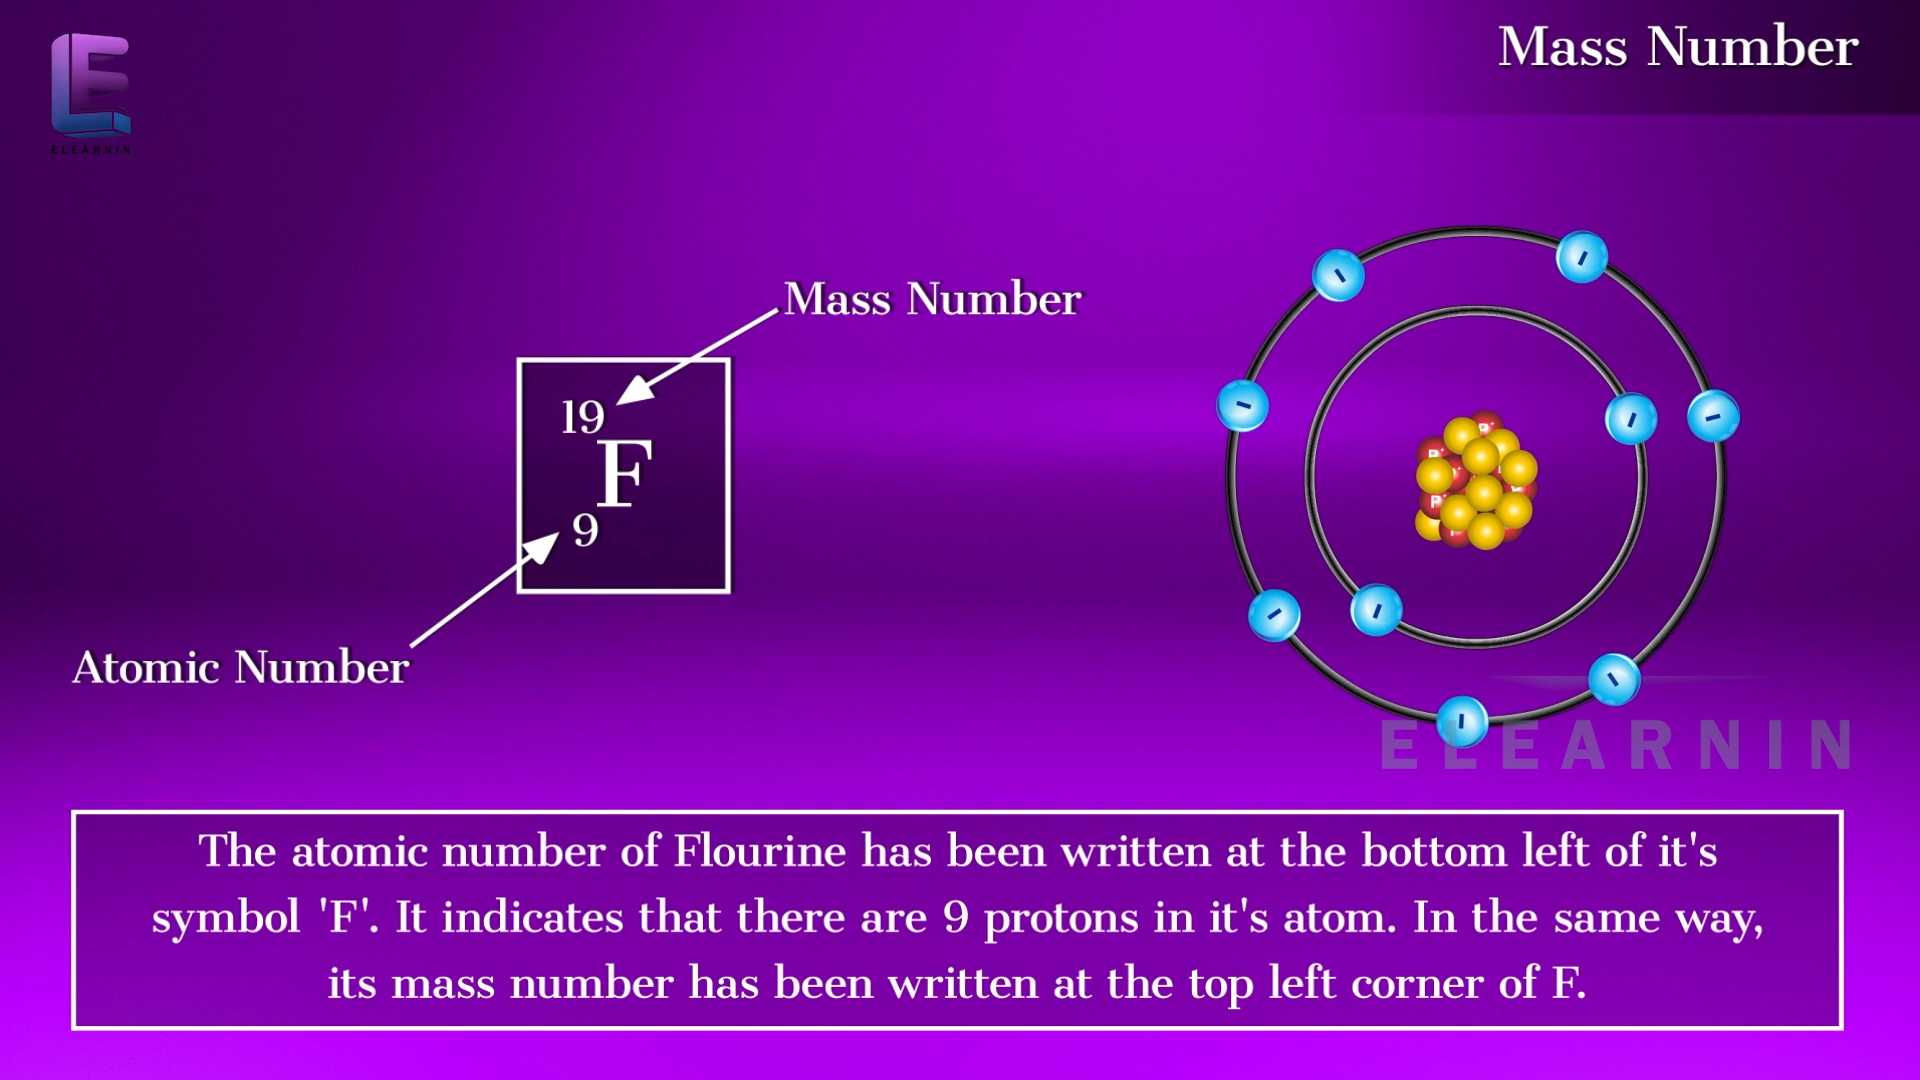 ELEARNIN
Mass Number
Mass Number
19
F
9
Atomic Number
P+
P+
P
ELEARNIN
The atomic number of Flourine has been written at the bottom left of it's
symbol 'F'. It indicates that there are 9 protons in it's atom. In the same way,
its mass number has been written at the top left corner of F.